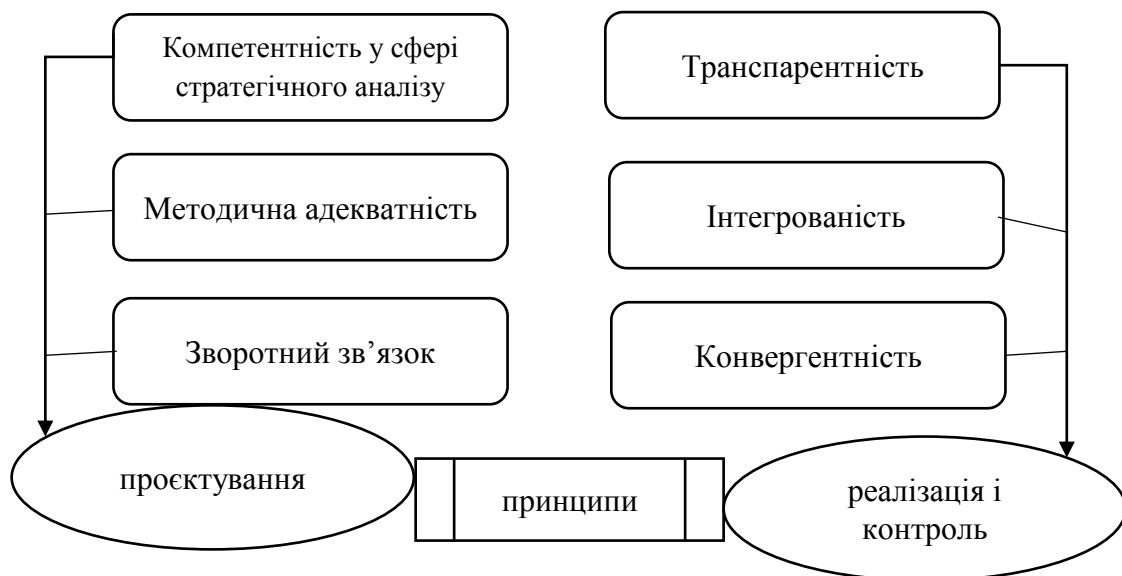 Компетентність у сфері
стратегічного аналізу
Транспарентність
Методична адекватність
Інтегрованість
Зворотний зв’язок
Конвергентність
проєктування
принципи
реалізація і
контроль